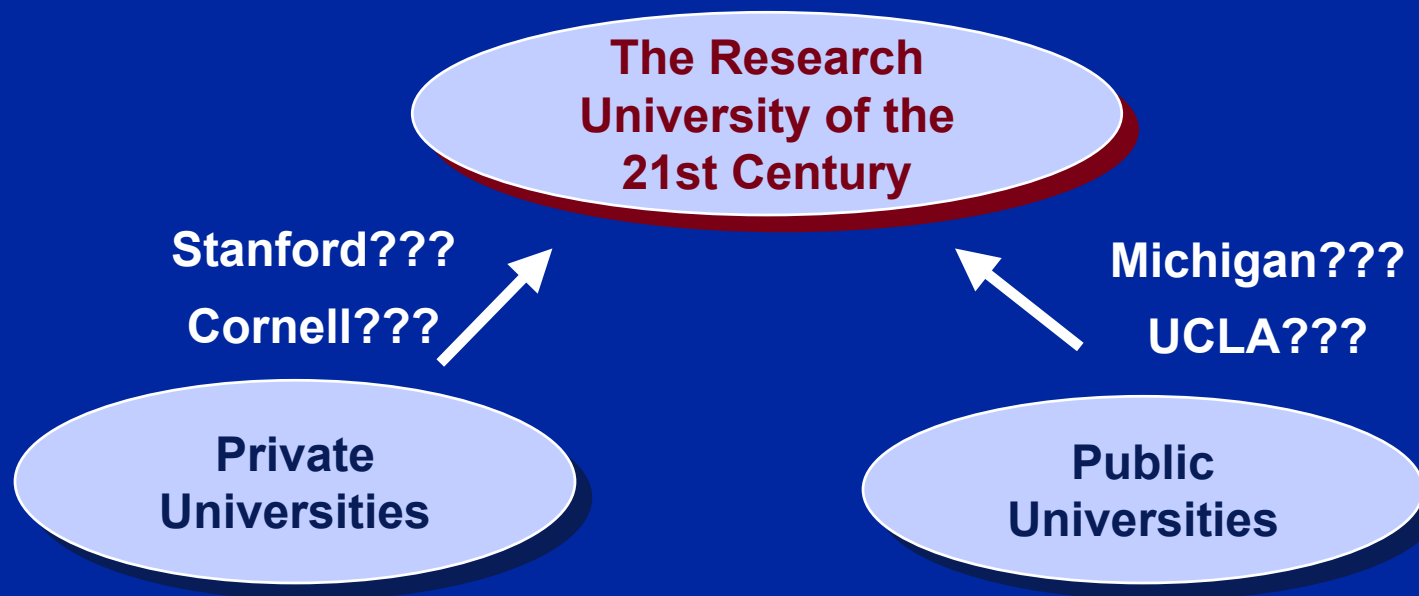 The Research
University of the
21st Century
Stanford???
Cornell???
Michigan???
UCLA???
Private
Universities
Public
Universities